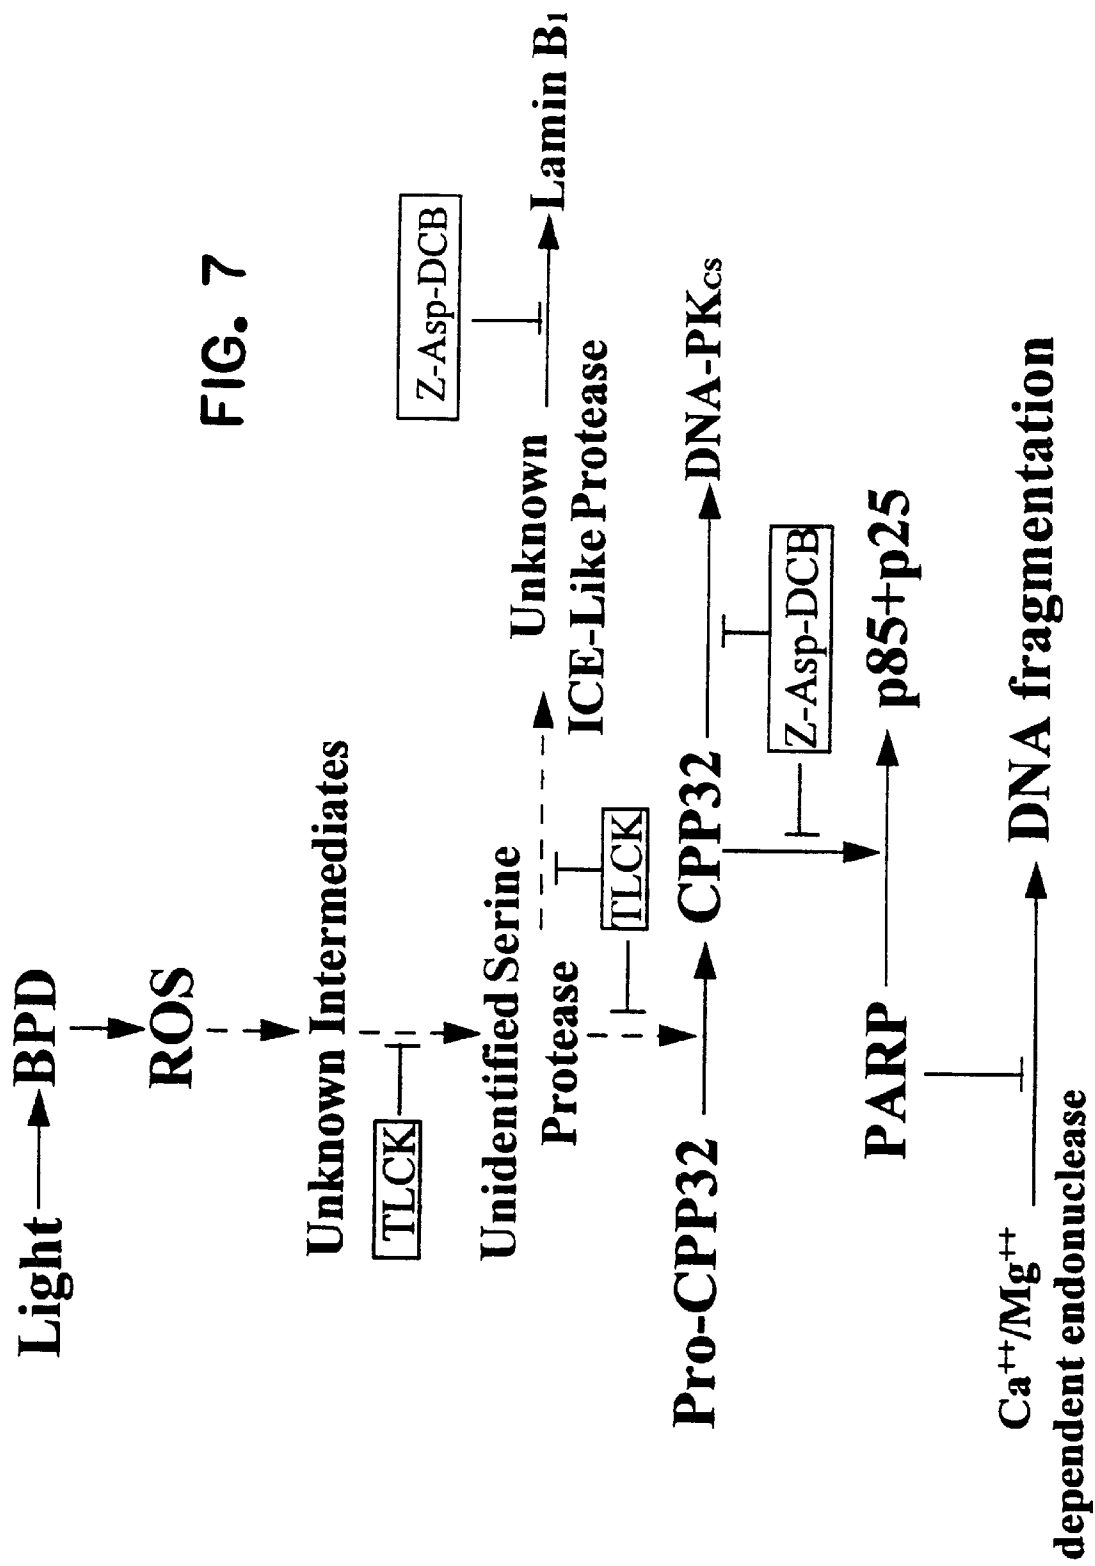 FIG. 7
Light
BPD
ROS
Unknown Intermediates
TLCK
Unidentified Serine
Protease
TLCK
Unknown
ICE-Like Protease
Z-Asp-DCB
Lamin B1
Pro-CPP32
CPP32
DNA-PKcs
Z-Asp-DCB
PARP
p85+p25
Ca++/Mg++
dependent endonuclease
DNA fragmentation